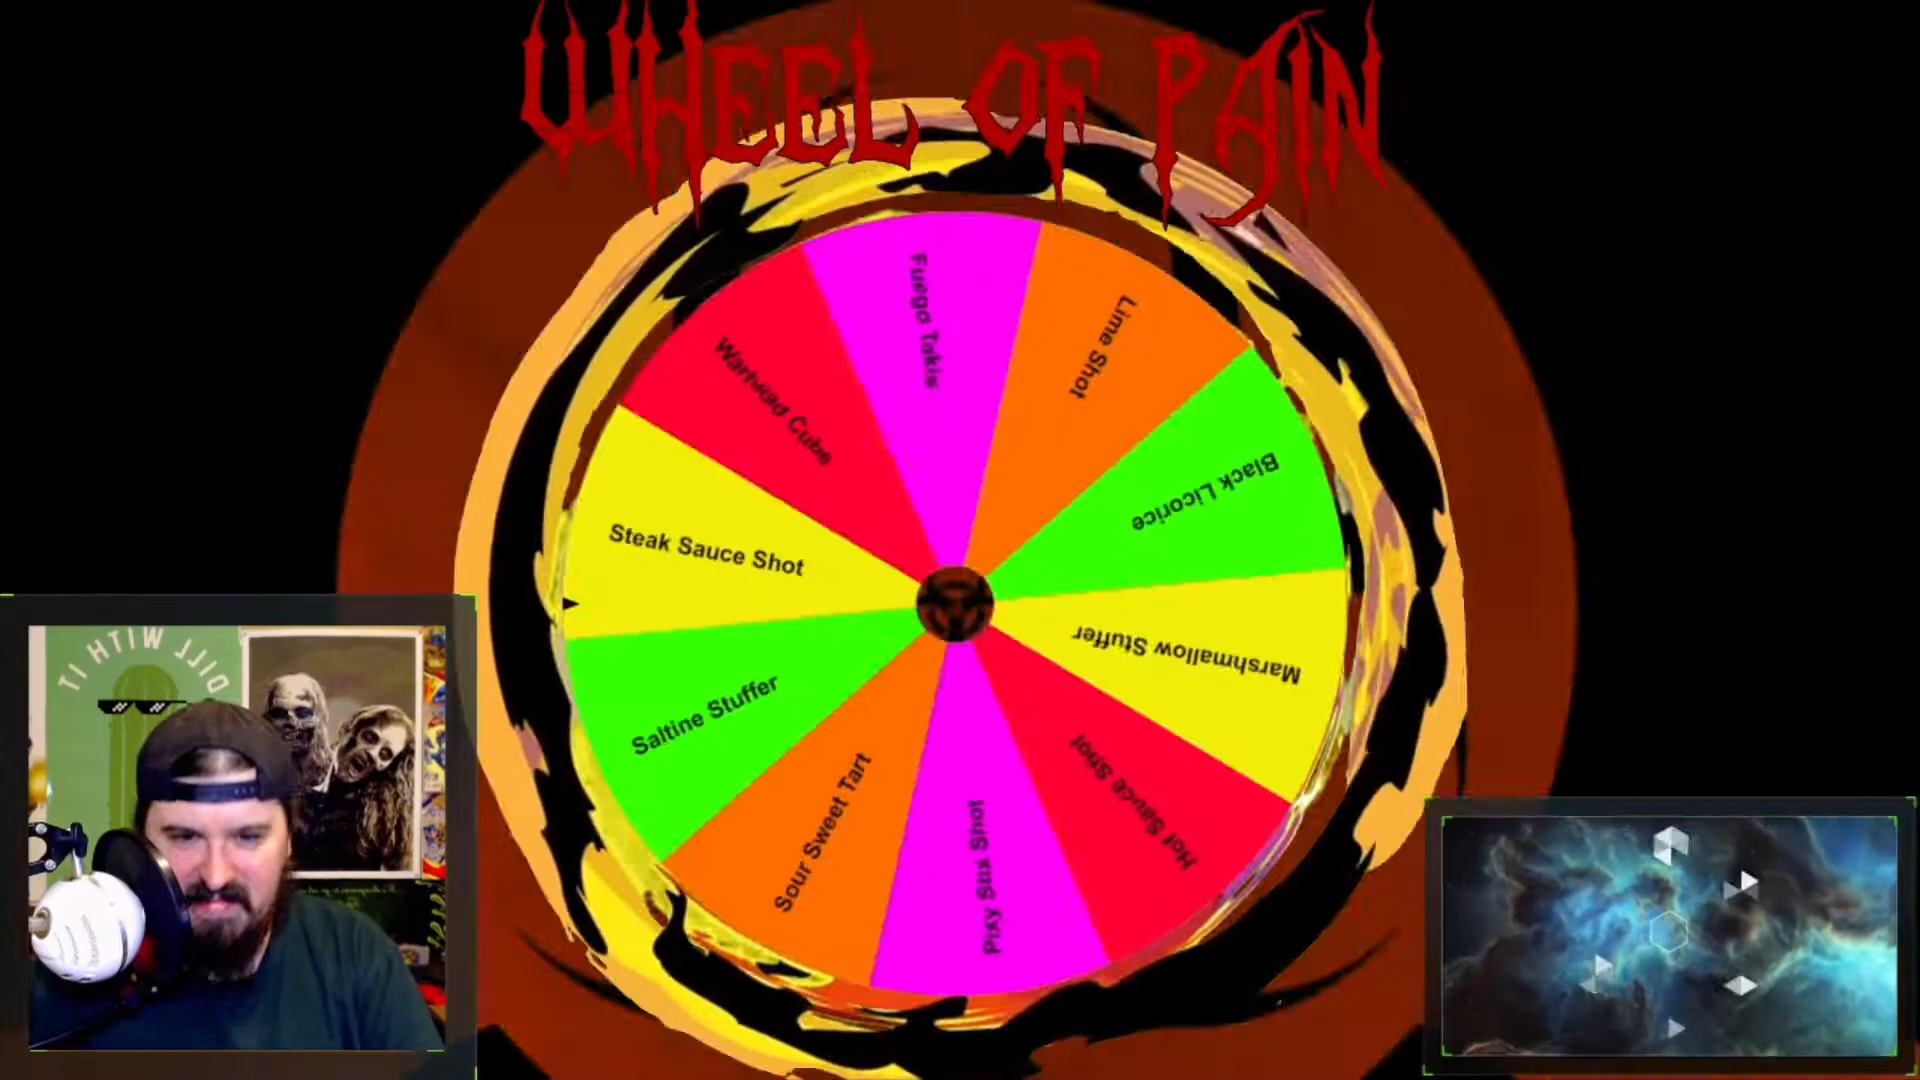 WHEEL OF PAIN
Fuego Takis
Lime Shot
Black Licorice
Marshmallow Stuffer
Hot Sauce Shot
Pixy Stix Shot
Sour Sweet Tart
Saltine Stuffer
Steak Sauce Shot
Warhead Cube
DILL WITH IT